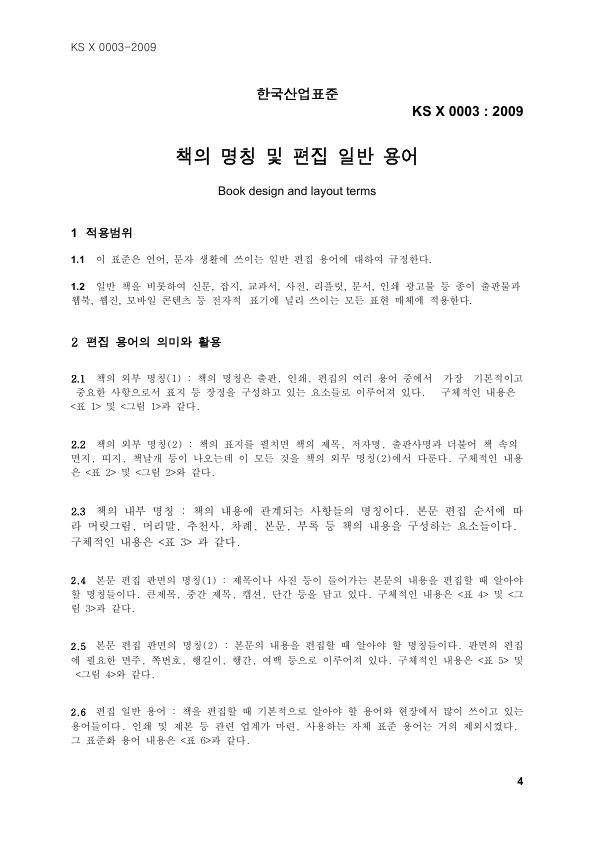 KS X 0003-2009
한국산업표준
KS X 0003 : 2009
책의 명칭 및 편집 일반 용어
Book design and layout terms
1 적용범위
1.1 이 표준은 언어, 문자 생활에 쓰이는 일반 편집 용어에 대하여 규정한다.
1.2 일반 책을 비롯하여 신문, 잡지, 교과서, 사전, 리플릿, 문서, 인쇄 광고물 등 종이 출판물과
웹북, 웹진, 모바일 콘텐츠 등 전자적 표기에 널리 쓰이는 모든 표현 매체에 적용한다.
2 편집 용어의 의미와 활용
2.1 책의 외부 명칭(1) : 책의 명칭은 출판, 인쇄, 편집의 여러 용어 중에서 가장 기본적이고
중요한 사항으로서 표지 등 장정을 구성하고 있는 요소들로 이루어져 있다. 구체적인 내용은
<표 1> 및 <그림 1>과 같다.
2.2 책의 외부 명칭(2) : 책의 표지를 펼치면 책의 제목, 저자명, 출판사명과 더불어 책 속의
면지, 띠지, 책날개 등이 나오는데 이 모든 것을 책의 외부 명칭(2)에서 다룬다. 구체적인 내용
은 <표 2> 및 <그림 2>와 같다.
2.3 책의 내부 명칭 : 책의 내용에 관계되는 사항들의 명칭이다. 본문 편집 순서에 따
라 머릿그림, 머리말, 추천사, 차례, 본문, 부록 등 책의 내용을 구성하는 요소들이다.
구체적인 내용은 <표 3> 과 같다.
2.4 본문 편집 판면의 명칭(1) : 제목이나 사진 등이 들어가는 본문의 내용을 편집할 때 알아야
할 명칭들이다. 큰제목, 중간 제목, 캡션, 단간 등을 담고 있다. 구체적인 내용은 <표 4> 및 <그
림 3>과 같다.
2.5 본문 편집 판면의 명칭(2) : 본문의 내용을 편집할 때 알아야 할 명칭들이다. 판면의 편집
에 필요한 면주, 쪽번호, 행길이, 행간, 여백 등으로 이루어져 있다. 구체적인 내용은 <표 5> 및
<그림 4>와 같다.
2.6 편집 일반 용어 : 책을 편집할 때 기본적으로 알아야 할 용어와 현장에서 많이 쓰이고 있는
용어들이다. 인쇄 및 제본 등 관련 업계가 마련, 사용하는 자체 표준 용어는 거의 제외시켰다.
그 표준화 용어 내용은 <표 6>과 같다.
4